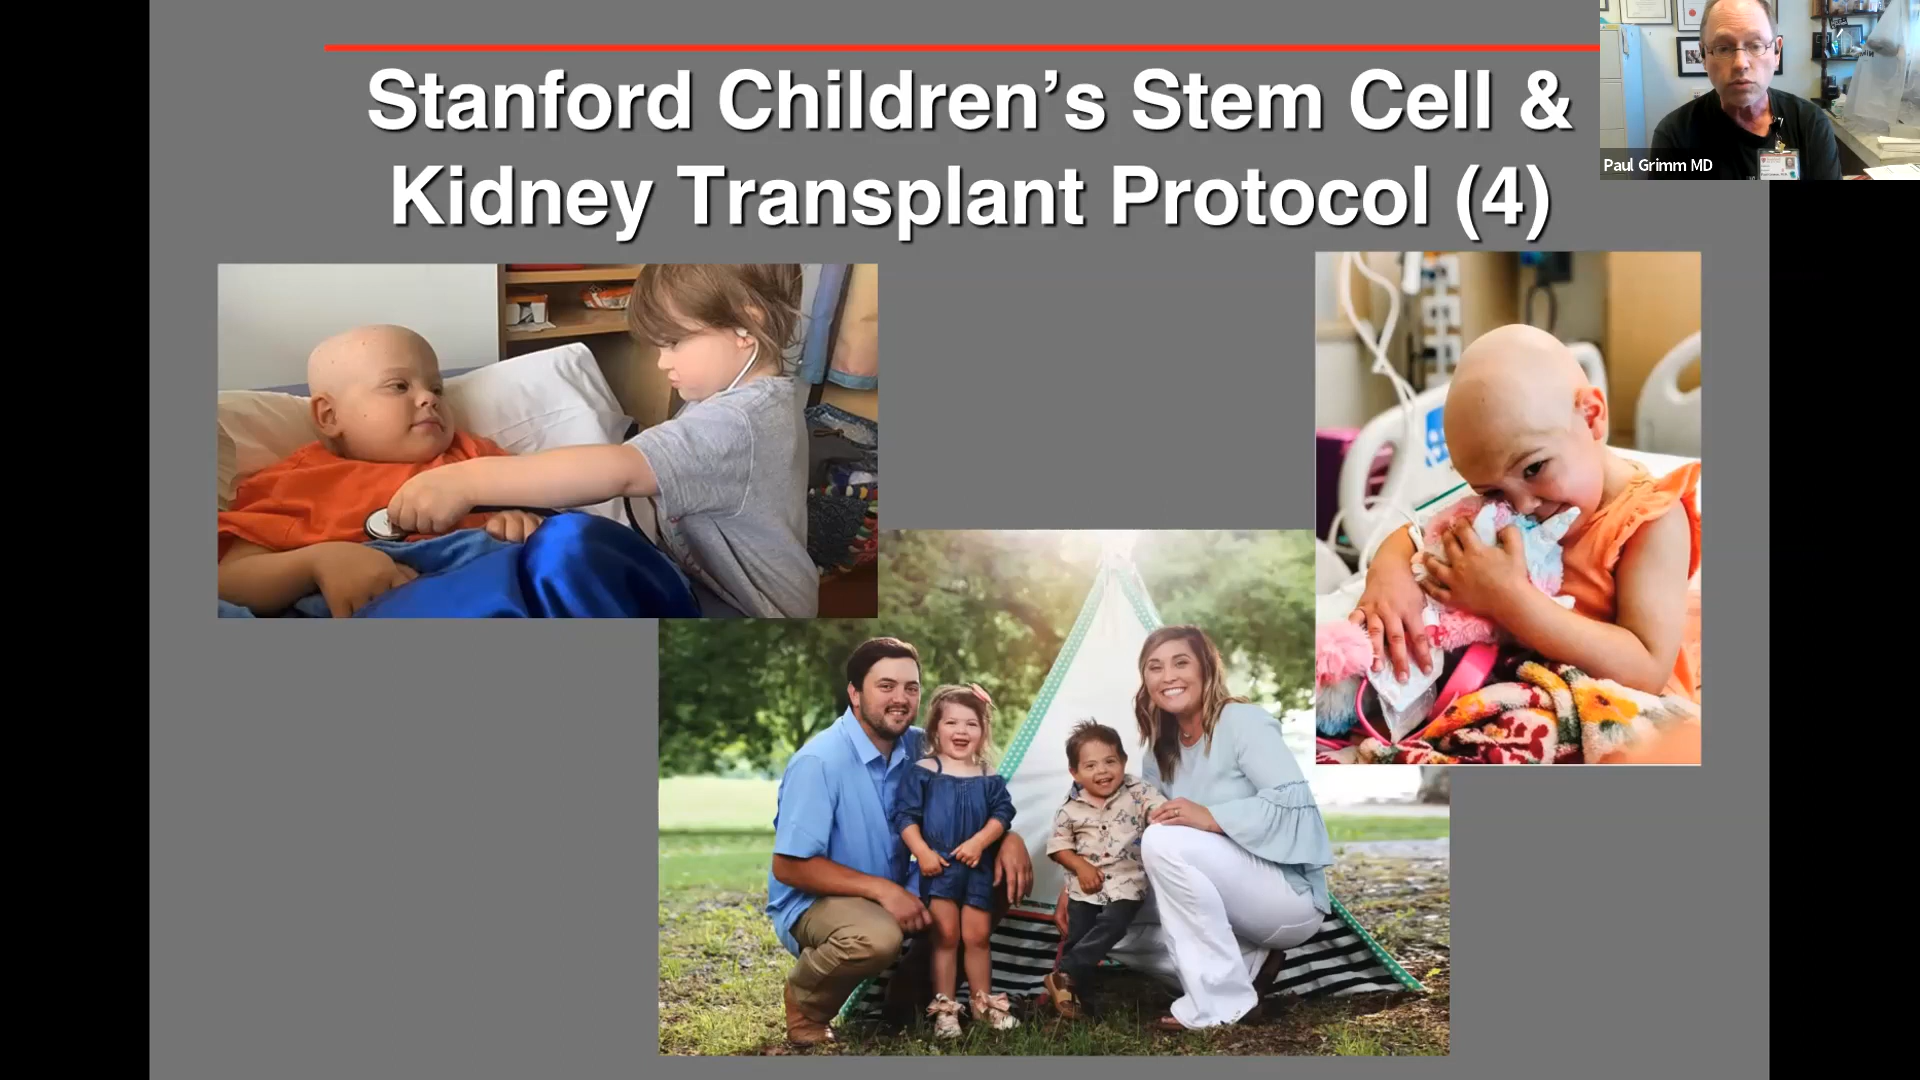 Stanford Children’s Stem Cell &
Kidney Transplant Protocol (4)
Paul Grimm MD